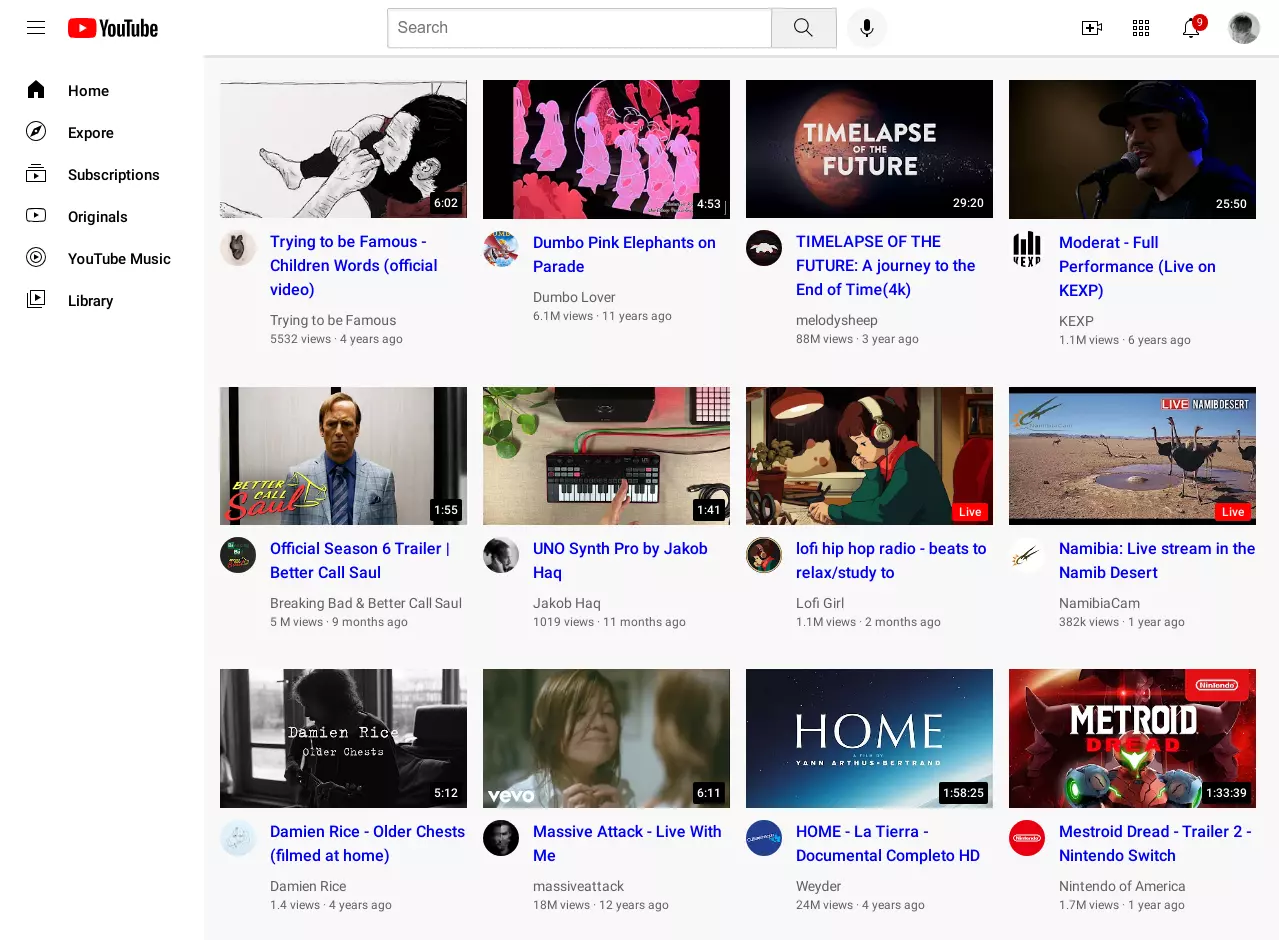 YouTube
Search
9
Home
Expore
Subscriptions
Originals
YouTube Music
Library
6:02
4:53
TIMELAPSE
OF THE
FUTURE
29:20
25:50
Trying to be Famous -
Children Words (official
video)
Trying to be Famous
5532 views · 4 years ago
Dumbo Pink Elephants on
Parade
Dumbo Lover
6.1M views · 11 years ago
TIMELAPSE OF THE
FUTURE: A journey to the
End of Time(4k)
melodysheep
88M views · 3 year ago
KEXP
Moderat - Full
Performance (Live on
KEXP)
KEXP
1.1M views · 6 years ago
BETTER
CALL
Saul
1:55
1:41
Live
LIVE NAMIB DESERT
NamibiaCam
Live
Official Season 6 Trailer |
Better Call Saul
Breaking Bad & Better Call Saul
5 M views · 9 months ago
UNO Synth Pro by Jakob
Haq
Jakob Haq
1019 views · 11 months ago
lofi hip hop radio - beats to
relax/study to
Lofi Girl
1.1M views · 2 months ago
Namibia: Live stream in the
Namib Desert
NamibiaCam
382k views · 1 year ago
Damien Rice
Older Chests
5:12
vevo
6:11
HOME
A FILM BY
YANN ARTHUS-BERTRAND
1:58:25
Nintendo
METROID
DREAD
1:33:39
Damien Rice - Older Chests
(filmed at home)
Damien Rice
1.4 views · 4 years ago
Massive Attack - Live With
Me
massiveattack
18M views · 12 years ago
HOME - La Tierra -
Documental Completo HD
Weyder
24M views · 4 years ago
Nintendo
Mestroid Dread - Trailer 2 -
Nintendo Switch
Nintendo of America
1.7M views · 1 year ago